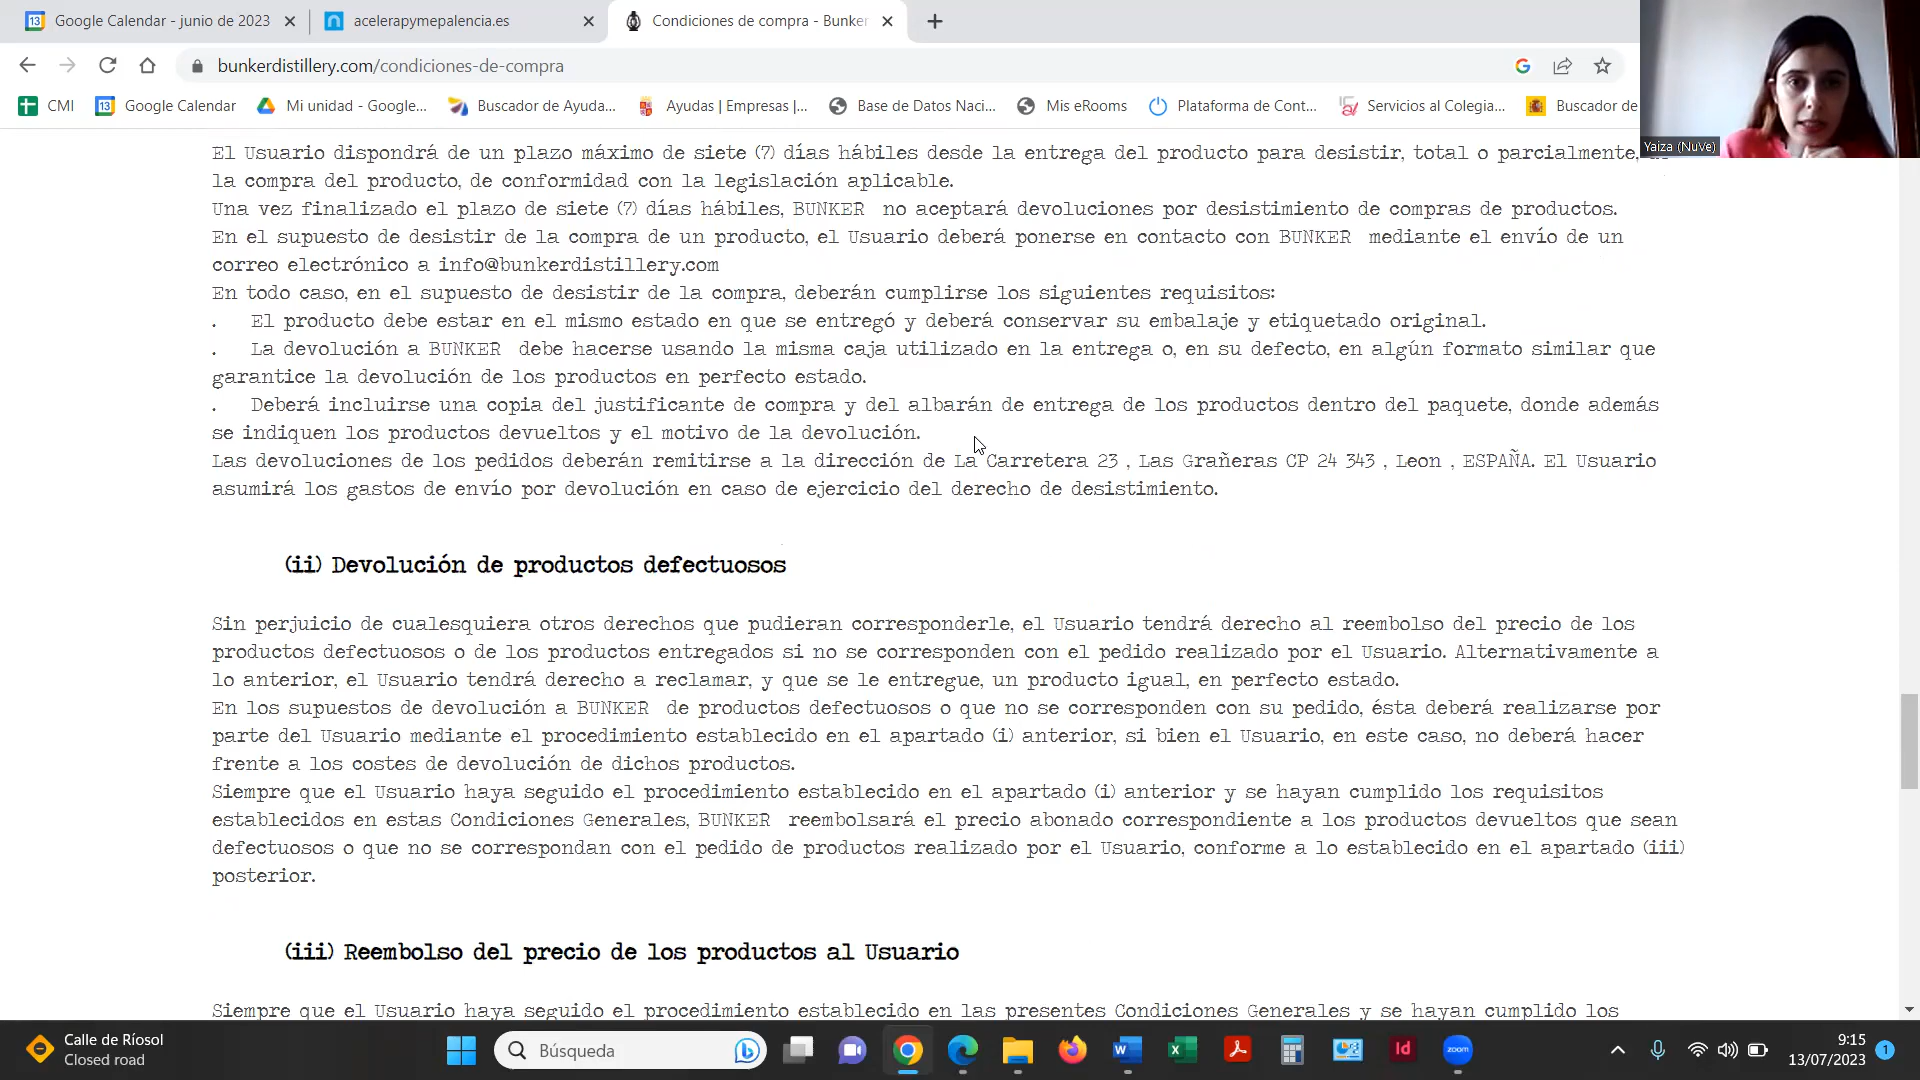 Google Calendar - junio de 2023
acelerapymepalencia.es
Condiciones de compra - Bunker
bunkerdistillery.com/condiciones-de-compra
CMI
Google Calendar
Mi unidad - Google...
Buscador de Ayuda...
Ayudas | Empresas |...
Base de Datos Naci...
Mis eRooms
Plataforma de Cont...
Servicios al Colegia...
Buscador de
Yaiza (NuVe)
El Usuario dispondrá de un plazo máximo de siete (7) días hábiles desde la entrega del producto para desistir, total o parcialmente,
la compra del producto, de conformidad con la legislación aplicable.
Una vez finalizado el plazo de siete (7) días hábiles, BUNKER no aceptará devoluciones por desistimiento de compras de productos.
En el supuesto de desistir de la compra de un producto, el Usuario deberá ponerse en contacto con BUNKER mediante el envío de un
correo electrónico a info@bunkerdistillery.com
En todo caso, en el supuesto de desistir de la compra, deberán cumplirse los siguientes requisitos:
. El producto debe estar en el mismo estado en que se entregó y deberá conservar su embalaje y etiquetado original.
. La devolución a BUNKER debe hacerse usando la misma caja utilizado en la entrega o, en su defecto, en algún formato similar que
garantice la devolución de los productos en perfecto estado.
. Deberá incluirse una copia del justificante de compra y del albarán de entrega de los productos dentro del paquete, donde además
se indiquen los productos devueltos y el motivo de la devolución.
Las devoluciones de los pedidos deberán remitirse a la dirección de La Carretera 23 , Las Grañeras CP 24 343 , Leon , ESPAÑA. El Usuario
asumirá los gastos de envío por devolución en caso de ejercicio del derecho de desistimiento.
(ii) Devolución de productos defectuosos
Sin perjuicio de cualesquiera otros derechos que pudieran corresponderle, el Usuario tendrá derecho al reembolso del precio de los
productos defectuosos o de los productos entregados si no se corresponden con el pedido realizado por el Usuario. Alternativamente a
lo anterior, el Usuario tendrá derecho a reclamar, y que se le entregue, un producto igual, en perfecto estado.
En los supuestos de devolución a BUNKER de productos defectuosos o que no se corresponden con su pedido, ésta deberá realizarse por
parte del Usuario mediante el procedimiento establecido en el apartado (i) anterior, si bien el Usuario, en este caso, no deberá hacer
frente a los costes de devolución de dichos productos.
Siempre que el Usuario haya seguido el procedimiento establecido en el apartado (i) anterior y se hayan cumplido los requisitos
establecidos en estas Condiciones Generales, BUNKER reembolsará el precio abonado correspondiente a los productos devueltos que sean
defectuosos o que no se correspondan con el pedido de productos realizado por el Usuario, conforme a lo establecido en el apartado (iii)
posterior.
(iii) Reembolso del precio de los productos al Usuario
Siempre que el Usuario haya seguido el procedimiento establecido en las presentes Condiciones Generales y se hayan cumplido los
Calle de Ríosol
Closed road
Búsqueda
Id
zoom
9:15
13/07/2023
1